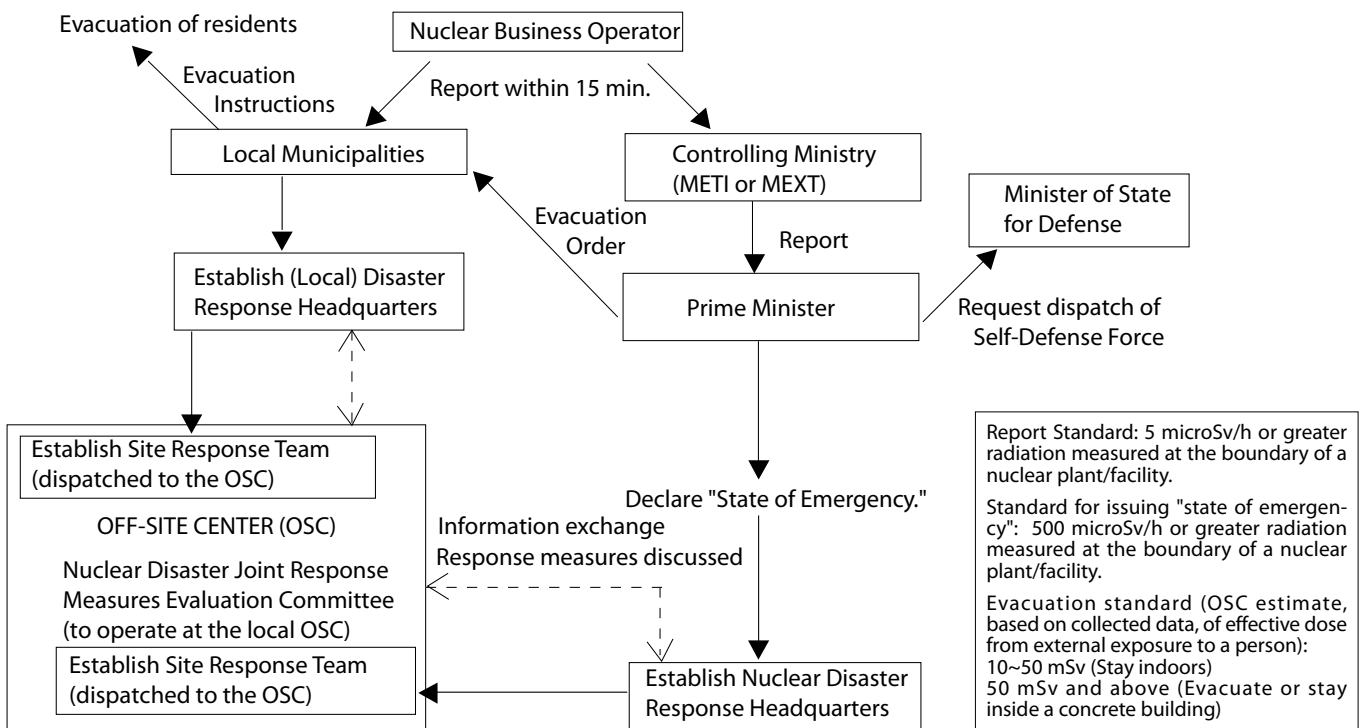 Evacuation of residents
Nuclear Business Operator
Evacuation
Instructions
Report within 15 min.
Local Municipalities
Controlling Ministry
(METI or MEXT)
Minister of State
for Defense
Evacuation
Order
Report
Establish (Local) Disaster
Response Headquarters
Prime Minister
Request dispatch of
Self-Defense Force
Establish Site Response Team
(dispatched to the OSC)
OFF-SITE CENTER (OSC)
Nuclear Disaster Joint Response
Measures Evaluation Committee
(to operate at the local OSC)
Establish Site Response Team
(dispatched to the OSC)
Declare "State of Emergency."
Information exchange
Response measures discussed
Establish Nuclear Disaster
Response Headquarters
Report Standard: 5 microSv/h or greater
radiation measured at the boundary of a
nuclear plant/facility.
Standard for issuing "state of emergen-
cy": 500 microSv/h or greater radiation
measured at the boundary of a nuclear
plant/facility.
Evacuation standard (OSC estimate,
based on collected data, of effective dose
from external exposure to a person):
10~50 mSv (Stay indoors)
50 mSv and above (Evacuate or stay
inside a concrete building)